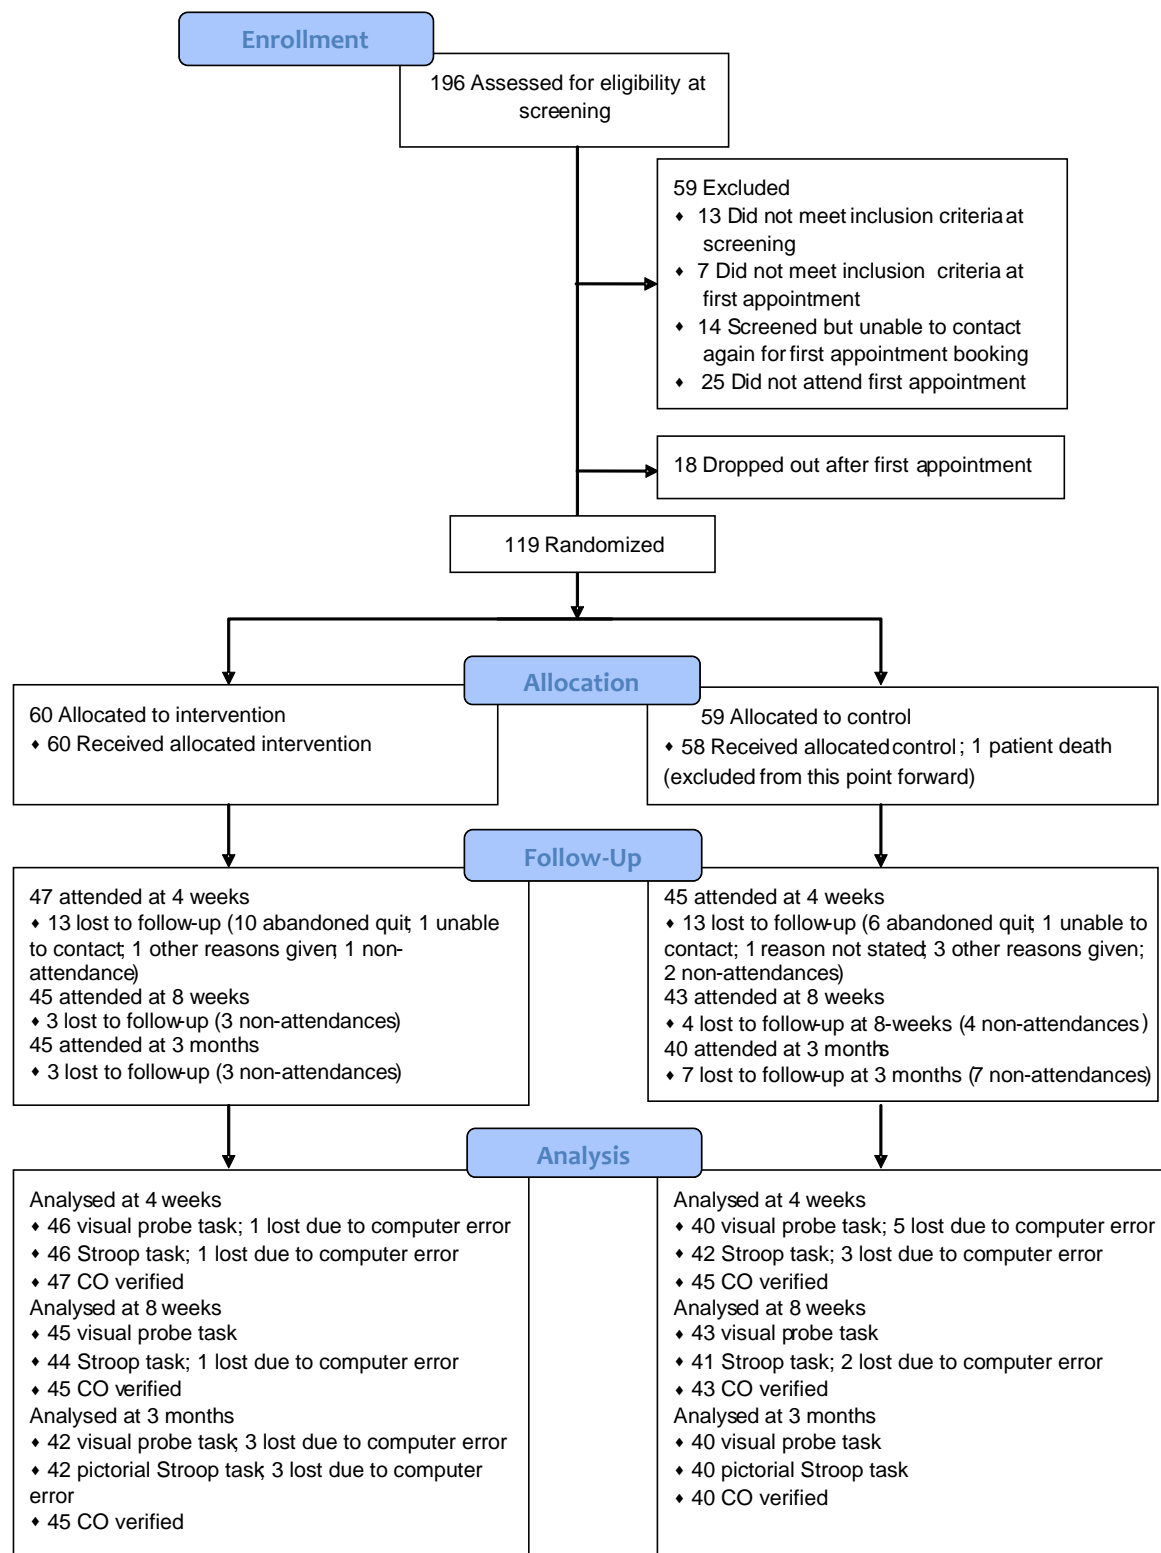 Enrollment
196 Assessed for eligibility at
screening
59 Excluded
♦ 13 Did not meet inclusion criteria at
screening
♦ 7 Did not meet inclusion criteria at
first appointment
♦ 14 Screened but unable to contact
again for first appointment booking
♦ 25 Did not attend first appointment
18 Dropped out after first appointment
119 Randomized
Allocation
60 Allocated to intervention
♦ 60 Received allocated intervention
59 Allocated to control
♦ 58 Received allocated control; 1 patient death
(excluded from this point forward)
Follow-Up
47 attended at 4 weeks
♦ 13 lost to follow-up (10 abandoned quit; 1 unable
to contact; 1 other reasons given; 1 non-
attendance)
45 attended at 8 weeks
♦ 3 lost to follow-up (3 non-attendances)
45 attended at 3 months
♦ 3 lost to follow-up (3 non-attendances)
45 attended at 4 weeks
♦ 13 lost to follow-up (6 abandoned quit; 1 unable to
contact; 1 reason not stated; 3 other reasons given;
2 non-attendances)
43 attended at 8 weeks
♦ 4 lost to follow-up at 8-weeks (4 non-attendances)
40 attended at 3 months
♦ 7 lost to follow-up at 3 months (7 non-attendances)
Analysis
Analysed at 4 weeks
♦ 46 visual probe task; 1 lost due to computer error
♦ 46 Stroop task; 1 lost due to computer error
♦ 47 CO verified
Analysed at 8 weeks
♦ 45 visual probe task
♦ 44 Stroop task; 1 lost due to computer error
♦ 45 CO verified
Analysed at 3 months
♦ 42 visual probe task; 3 lost due to computer error
♦ 42 pictorial Stroop task; 3 lost due to computer
error
♦ 45 CO verified
Analysed at 4 weeks
♦ 40 visual probe task; 5 lost due to computer error
♦ 42 Stroop task; 3 lost due to computer error
♦ 45 CO verified
Analysed at 8 weeks
♦ 43 visual probe task
♦ 41 Stroop task; 2 lost due to computer error
♦ 43 CO verified
Analysed at 3 months
♦ 40 visual probe task
♦ 40 pictorial Stroop task
♦ 40 CO verified